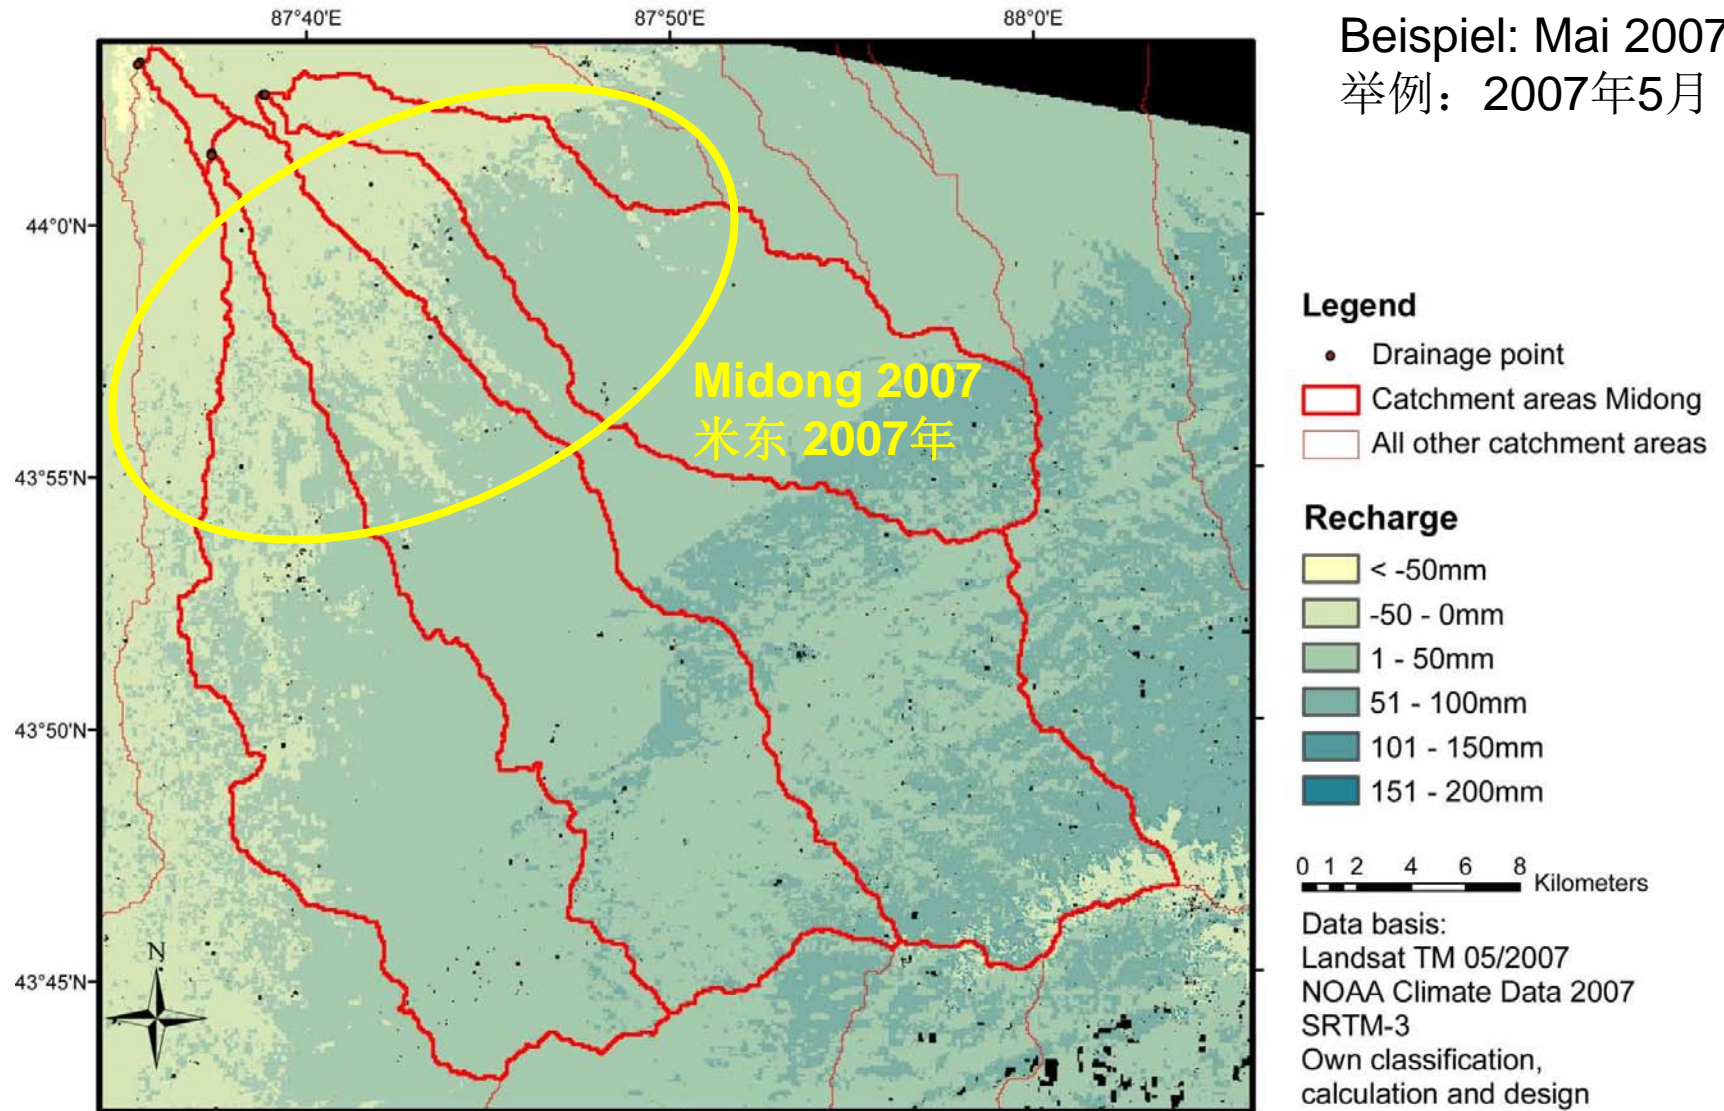 87°40'E
87°50'E
88°0'E
Beispiel: Mai 2007
举例：2007年5月
44°0'N
43°55'N
43°50'N
43°45'N
Midong 2007
米东 2007年
N
Legend
Drainage point
Catchment areas Midong
All other catchment areas
Recharge
< -50mm
-50 - 0mm
1 - 50mm
51 - 100mm
101 - 150mm
151 - 200mm
0 1 2 4 6 8
Kilometers
Data basis:
Landsat TM 05/2007
NOAA Climate Data 2007
SRTM-3
Own classification,
calculation and design